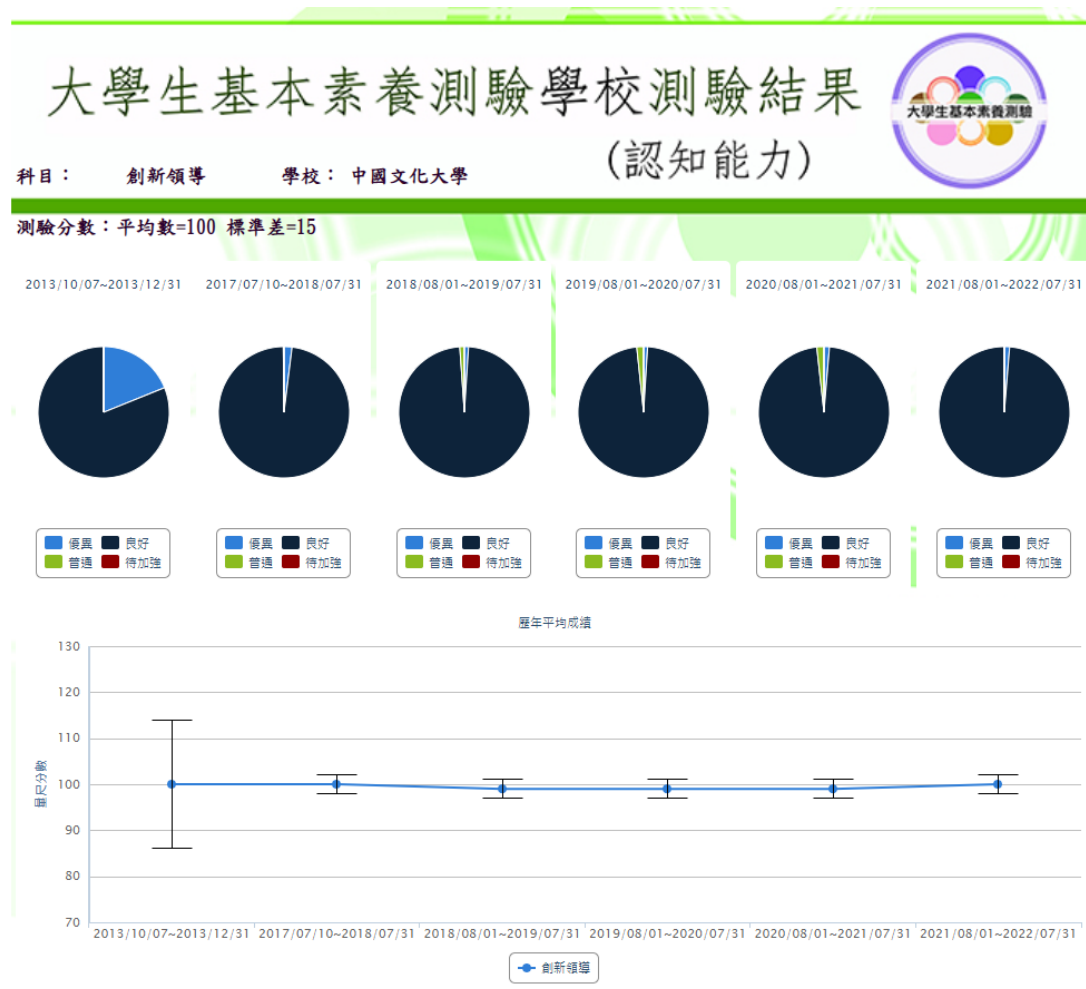 大學生基本素養測驗學校測驗結果
大學生基本素養測驗
(認知能力)
科目： 創新領導 學校： 中國文化大學
測驗分數：平均數=100 標準差=15
2013/10/07~2013/12/31 2017/07/10~2018/07/31 2018/08/01~2019/07/31 2019/08/01~2020/07/31 2020/08/01~2021/07/31 2021/08/01~2022/07/31
優異 良好 優異 良好 優異 良好 優異 良好 優異 良好 優異 良好
普通 待加強 普通 待加強 普通 待加強 普通 待加強 普通 待加強 普通 待加強
歷年平均成績
130
120
110
100
90
80
70
量尺分數
2013/10/07~2013/12/31 2017/07/10~2018/07/31 2018/08/01~2019/07/31 2019/08/01~2020/07/31 2020/08/01~2021/07/31 2021/08/01~2022/07/31
創新領導